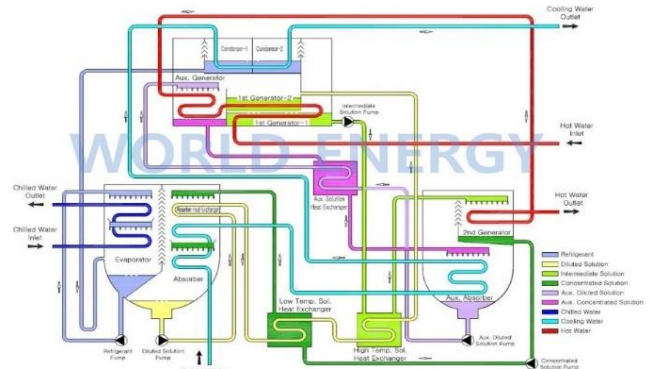 Cooling Water
Outlet
Condenser-1
Condenser-2
Aux. Generator
1st Generator-2
1st Generator-1
Intermediate
Solution Pump
Hot Water
Inlet
WORLD ENERGY
Aux. Solution
Heat Exchanger
Hot Water
Outlet
Chilled Water
Outlet
Chilled Water
Inlet
2nd Generator
Evaporator
Absorber
Aux. Absorber
Low Temp. Sol.
Heat Exchanger
High Temp. Sol.
Heat Exchanger
Refrigerant
Pump
Diluted Solution
Pump
Aux. Diluted
Solution Pump
Concentrated
Solution Pump
Refrigerant
Diluted Solution
Intermediate Solution
Concentrated Solution
Aux. Diluted Solution
Aux. Concentrated Solution
Chilled Water
Cooling Water
Hot Water